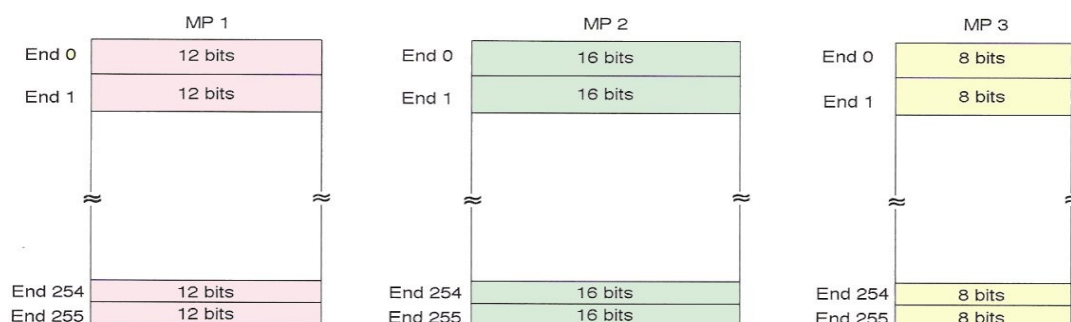 MP 1
End 0 12 bits
End 1 12 bits
End 254 12 bits
End 255 12 bits
MP 2
End 0 16 bits
End 1 16 bits
End 254 16 bits
End 255 16 bits
MP 3
End 0 8 bits
End 1 8 bits
End 254 8 bits
End 255 8 bits